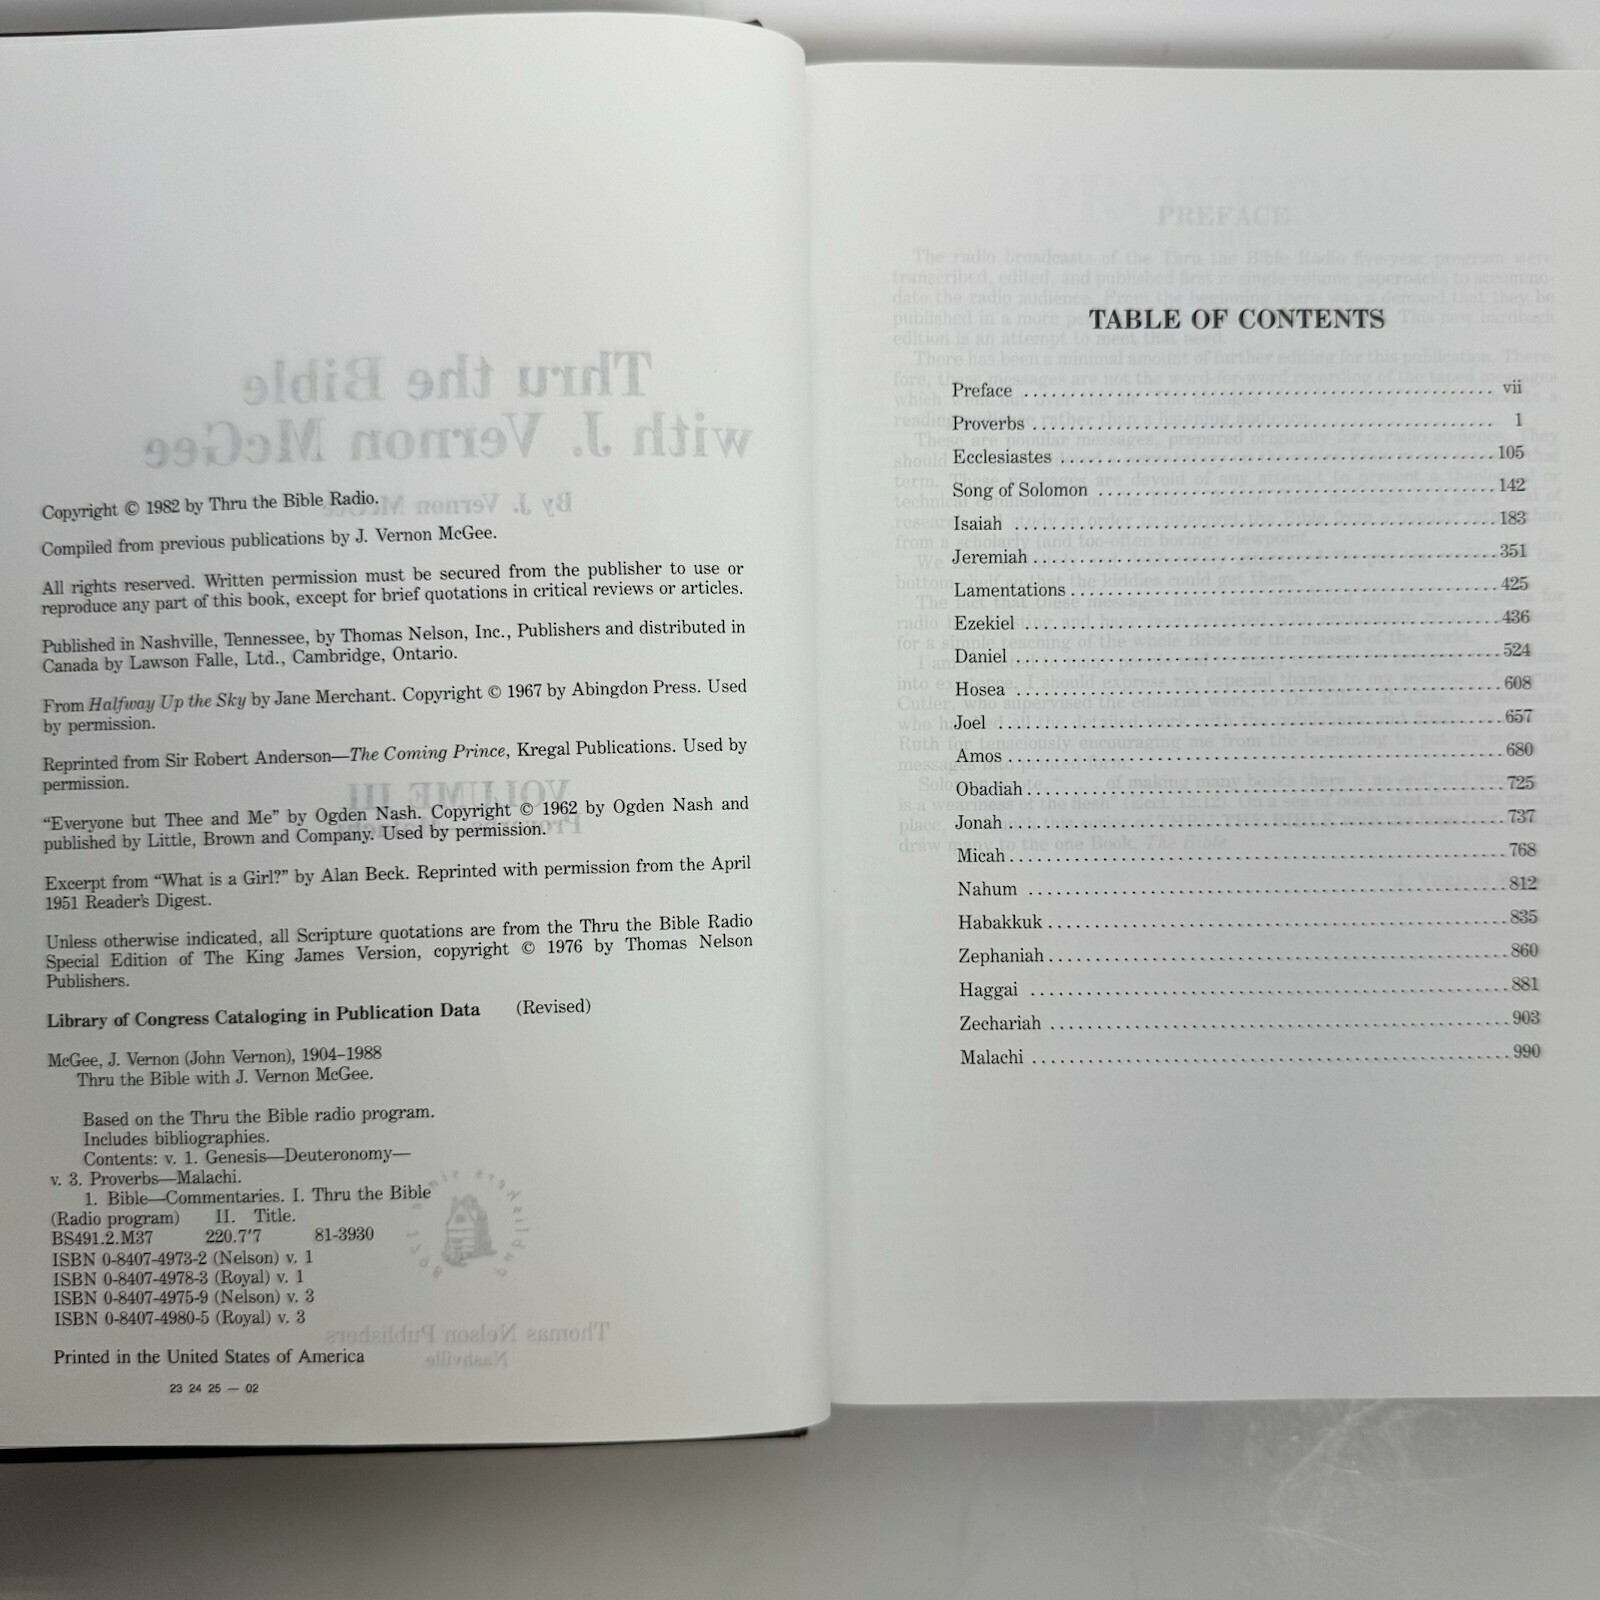 Copyright © 1982 by Thru the Bible Radio.
Compiled from previous publications by J. Vernon McGee.
All rights reserved. Written permission must be secured from the publisher to use or
reproduce any part of this book, except for brief quotations in critical reviews or articles.
Published in Nashville, Tennessee, by Thomas Nelson, Inc., Publishers and distributed in
Canada by Lawson Falle, Ltd., Cambridge, Ontario.
From Halfway Up the Sky by Jane Merchant. Copyright © 1967 by Abingdon Press. Used
by permission.
Reprinted from Sir Robert Anderson—The Coming Prince, Kregal Publications. Used by
permission.
“Everyone but Thee and Me” by Ogden Nash. Copyright © 1962 by Ogden Nash and
published by Little, Brown and Company. Used by permission.
Excerpt from “What is a Girl?” by Alan Beck. Reprinted with permission from the April
1951 Reader's Digest.
Unless otherwise indicated, all Scripture quotations are from the Thru the Bible Radio
Special Edition of The King James Version, copyright © 1976 by Thomas Nelson
Publishers.
Library of Congress Cataloging in Publication Data (Revised)
McGee, J. Vernon (John Vernon), 1904–1988
Thru the Bible with J. Vernon McGee.
Based on the Thru the Bible radio program.
Includes bibliographies.
Contents: v. 1. Genesis—Deuteronomy—
v. 3. Proverbs—Malachi.
1. Bible—Commentaries. I. Thru the Bible
(Radio program) II. Title.
BS491.2.M37 220.7'7 81-3930
ISBN 0-8407-4973-2 (Nelson) v. 1
ISBN 0-8407-4978-3 (Royal) v. 1
ISBN 0-8407-4975-9 (Nelson) v. 3
ISBN 0-8407-4980-5 (Royal) v. 3
Printed in the United States of America
23 24 25 — 02
TABLE OF CONTENTS
Preface ........ vii
Proverbs ........ 1
Ecclesiastes ........ 105
Song of Solomon ........ 142
Isaiah ........ 183
Jeremiah ........ 351
Lamentations ........ 425
Ezekiel ........ 436
Daniel ........ 524
Hosea ........ 608
Joel ........ 657
Amos ........ 680
Obadiah ........ 725
Jonah ........ 737
Micah ........ 768
Nahum ........ 812
Habakkuk ........ 835
Zephaniah ........ 860
Haggai ........ 881
Zechariah ........ 903
Malachi ........ 990